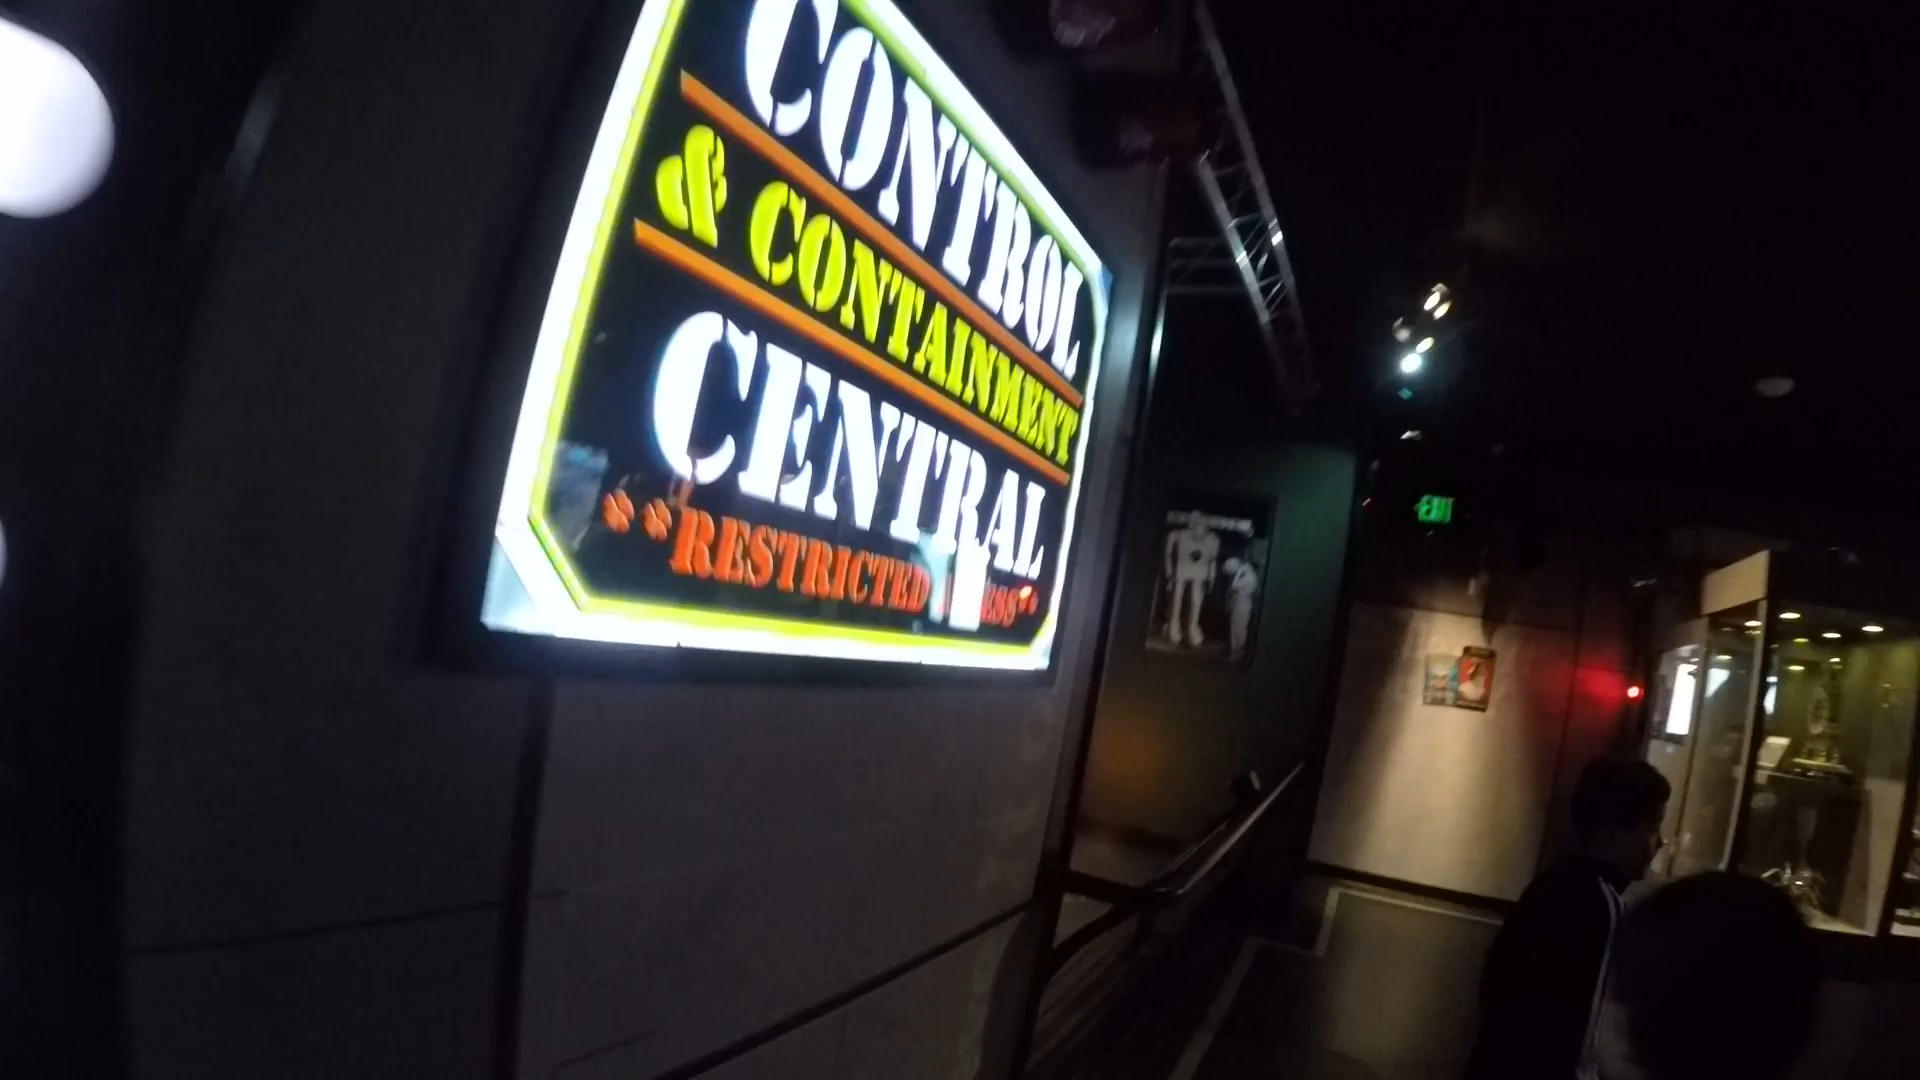 CONTROL
& CONTAINMENT
CENTRAL
**RESTRICTED
EXIT